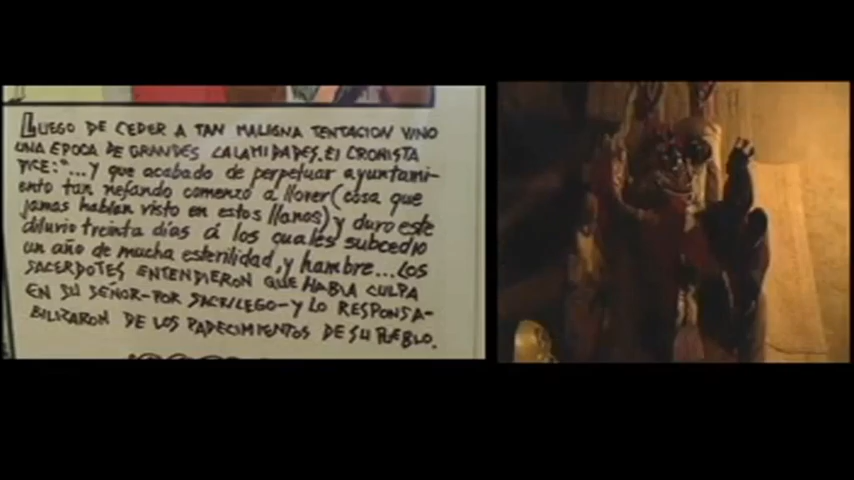 LUEGO DE CEDER A TAN MALIGNA TENTACION VINO
UNA EPOCA DE GRANDES CALAMIDADES. El CRONISTA
DICE: "...y que acabado de perpetuar ayuntami-
ento tan nefando comenzó a llover (cosa que
jamas habian visto en estos llanos) y duro este
diluvio treinta dias á los quales subcedio
un año de mucha esterilidad, y hambre... LOS
SACERDOTES ENTENDIERON QUE HABIA CULPA
EN SU SEÑOR-POR SACRILEGO-Y LO RESPONSA-
BILIZARON DE LOS PADECIMIENTOS DE SU PUEBLO.